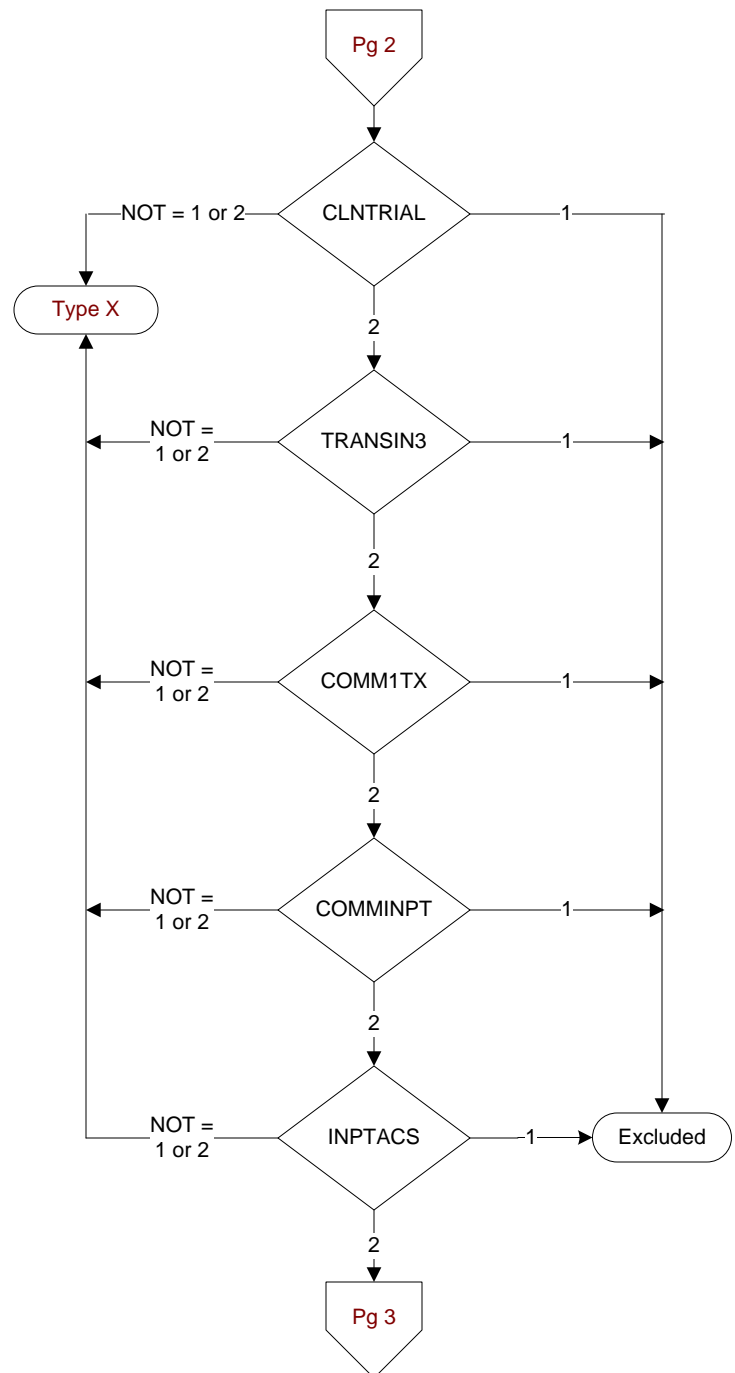 Pg 2
CLNTRIAL
NOT = 1 or 2
1
Type X
2
TRANSIN3
NOT =
1 or 2
1
2
COMM1TX
NOT =
1 or 2
1
2
COMMINPT
NOT =
1 or 2
1
2
INPTACS
NOT =
1 or 2
1
Excluded
2
Pg 3